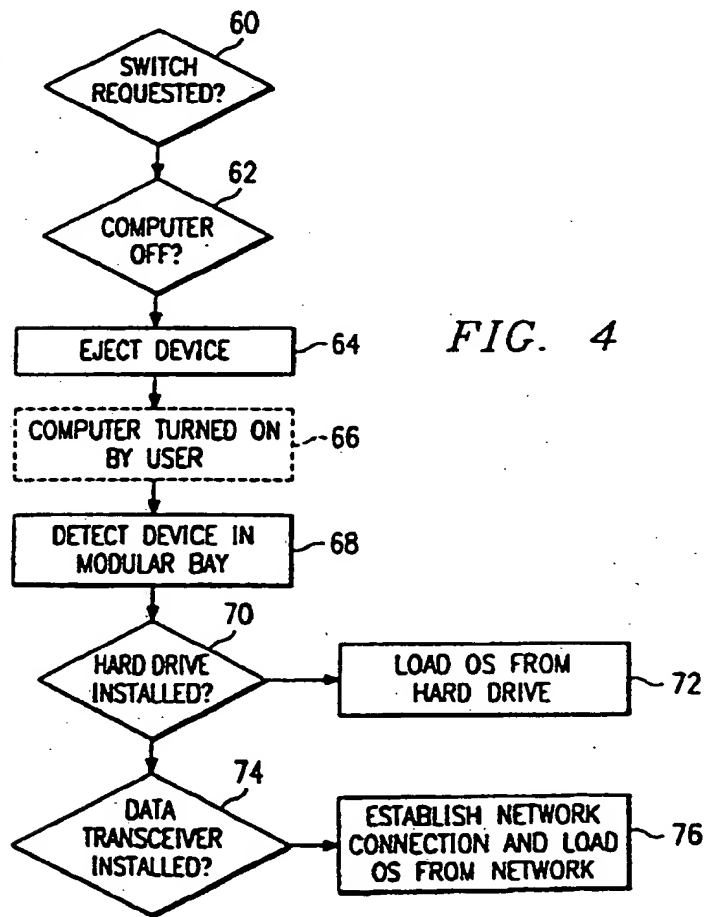 60
SWITCH
REQUESTED?
62
COMPUTER
OFF?
EJECT DEVICE
64
FIG. 4
COMPUTER TURNED ON
BY USER
66
DETECT DEVICE IN
MODULAR BAY
68
70
HARD DRIVE
INSTALLED?
LOAD OS FROM
HARD DRIVE
72
74
DATA
TRANSCEIVER
INSTALLED?
ESTABLISH NETWORK
CONNECTION AND LOAD
OS FROM NETWORK
76